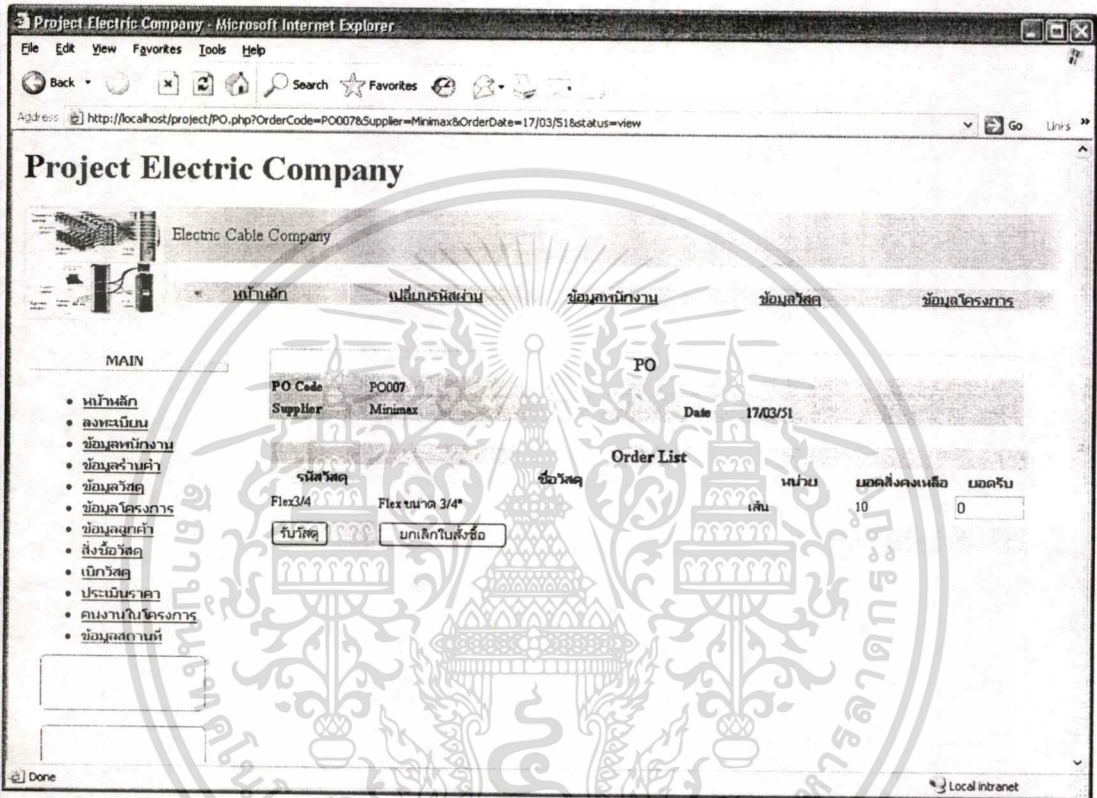 Project Electric Company - Microsoft Internet Explorer
File Edit View Favorites Tools Help
Back Search Favorites
Address http://localhost/project/PO.php?OrderCode=PO007&Supplier=Minimax&OrderDate=17/03/51&status=view Go Links »
Project Electric Company
Electric Cable Company
หน้าหลัก เปลี่ยนรหัสผ่าน ข้อมูลพนักงาน ข้อมูลวัสดุ ข้อมูลโครงการ
MAIN
หน้าหลัก
ลงทะเบียน
ข้อมูลพนักงาน
ข้อมูลร้านค้า
ข้อมูลวัสดุ
ข้อมูลโครงการ
ข้อมูลลูกค้า
สั่งซื้อวัสดุ
เบิกวัสดุ
ประเมินราคา
คนงานในโครงการ
ข้อมูลสถานที่
PO
PO Code PO007
Supplier Minimax Date 17/03/51
Order List
รหัสวัสดุ ชื่อวัสดุ หน่วย ยอดสั่งคงเหลือ ยอดรับ
Flex3/4 Flex ขนาด 3/4" เส้น 10 0
รับวัสดุ ยกเลิกใบสั่งซื้อ
Done Local intranet